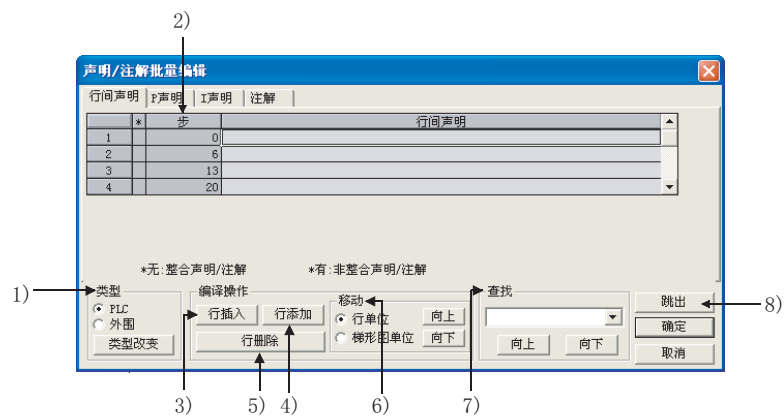 2)
声明/注解批量编辑
行间声明 P声明 I声明 注解
* 步 行间声明
1 0
2 6
3 13
4 20
*无:整合声明/注解 *有:非整合声明/注解
1) 类型 编译操作 7) 查找
PLC 行插入 行添加 移动 行单位 向上 跳出 8)
外围 梯形图单位 向下 确定
类型改变 行删除 向上 向下 取消
3) 5) 4) 6)